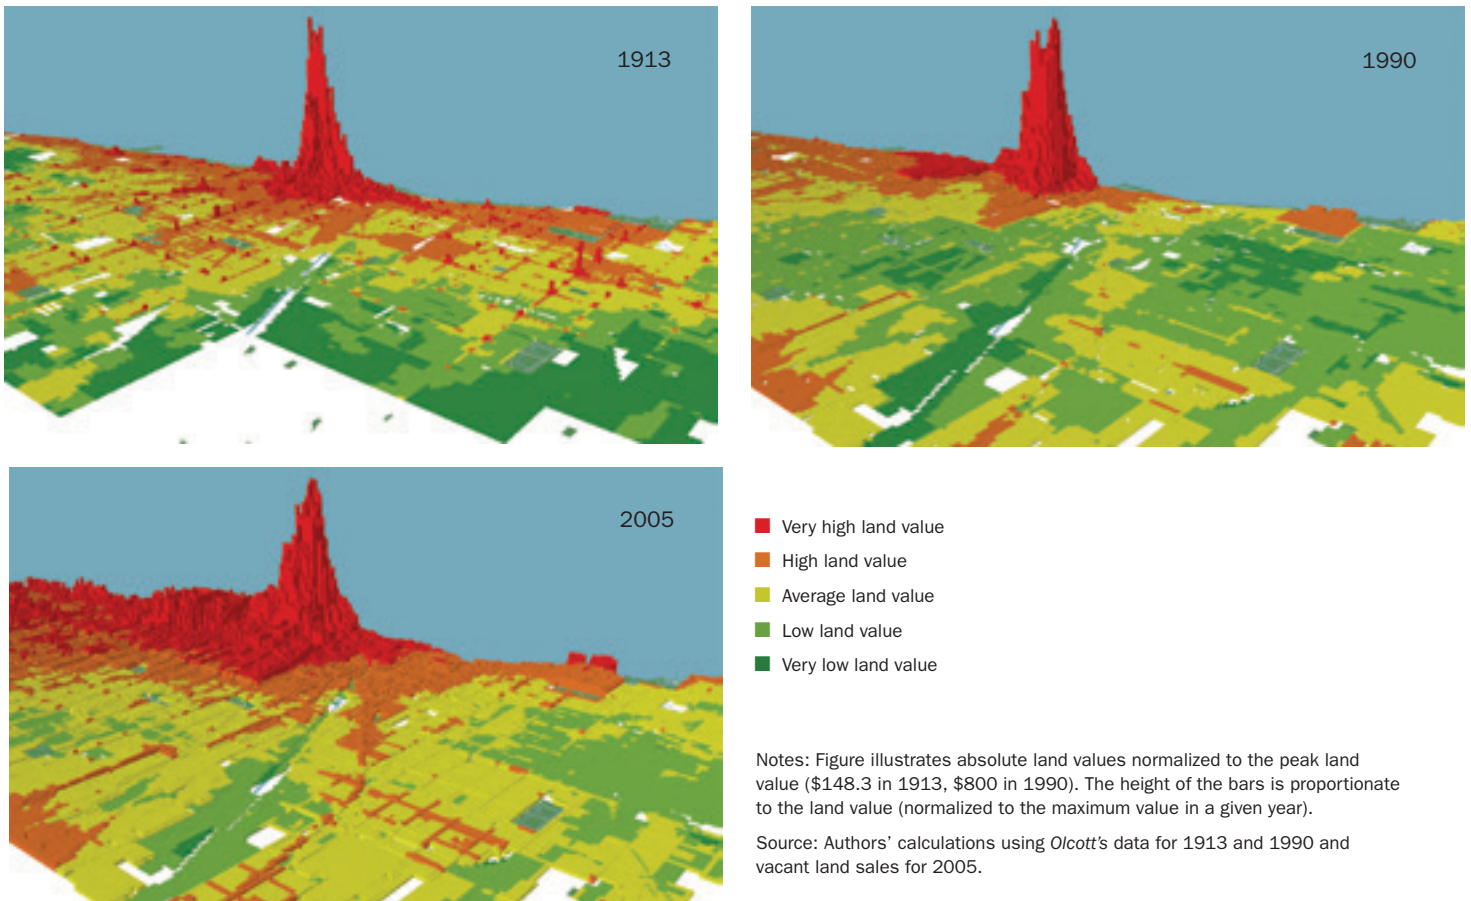 1913
1990
2005
Very high land value
High land value
Average land value
Low land value
Very low land value
Notes: Figure illustrates absolute land values normalized to the peak land
value ($148.3 in 1913, $800 in 1990). The height of the bars is proportionate
to the land value (normalized to the maximum value in a given year).
Source: Authors’ calculations using Olcott’s data for 1913 and 1990 and
vacant land sales for 2005.